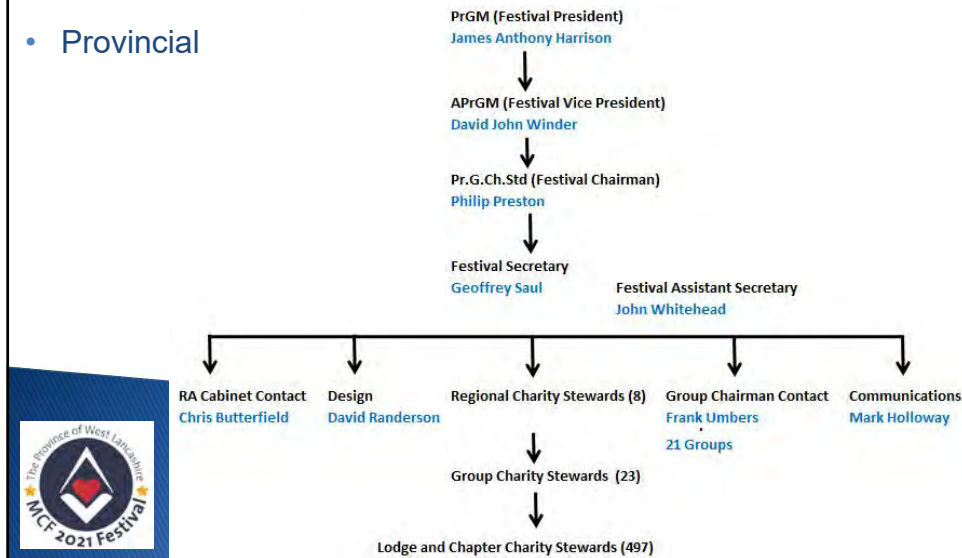 • Provincial
PrGM (Festival President)
James Anthony Harrison
APrGM (Festival Vice President)
David John Winder
Pr.G.Ch.Std (Festival Chairman)
Philip Preston
Festival Secretary
Geoffrey Saul
Festival Assistant Secretary
John Whitehead
RA Cabinet Contact
Chris Butterfield
Design
David Randerson
Regional Charity Stewards (8)
Group Chairman Contact
Frank Umbers
21 Groups
Communications
Mark Holloway
Group Charity Stewards (23)
Lodge and Chapter Charity Stewards (497)
The Province of West Lancashire
MCF 2021 Festival